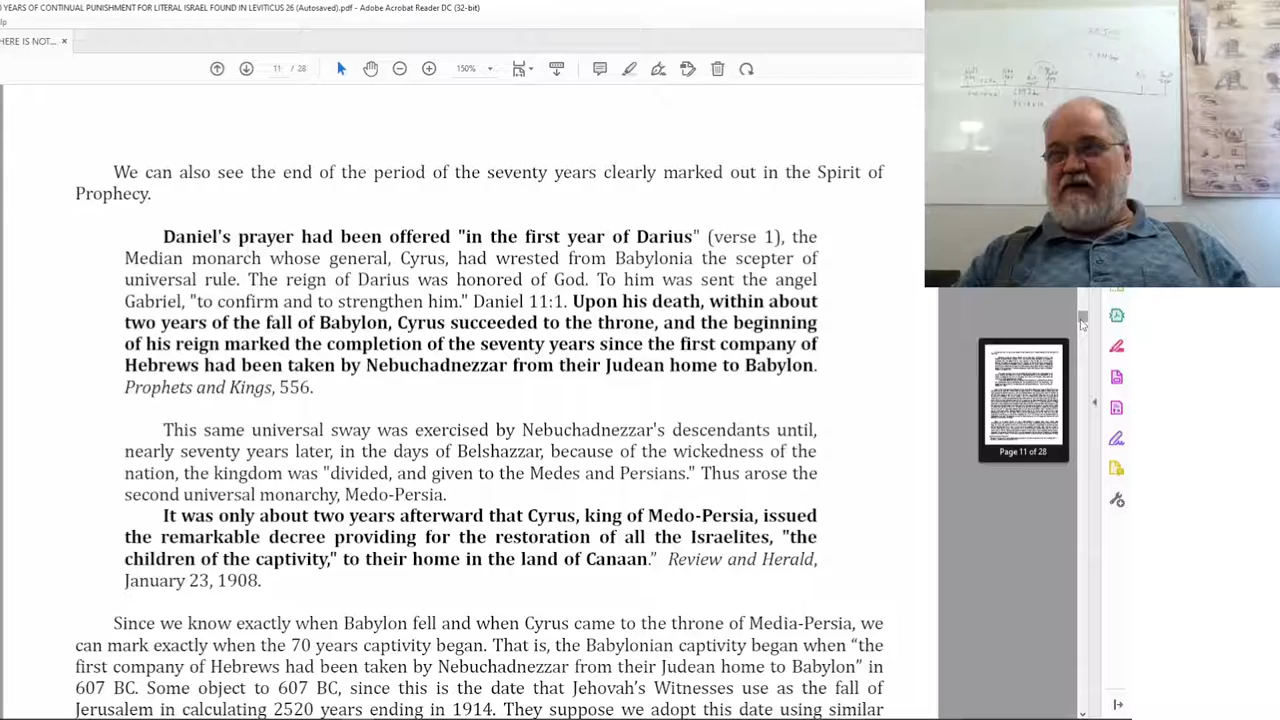 0 YEARS OF CONTINUAL PUNISHMENT FOR LITERAL ISRAEL FOUND IN LEVITICUS 26 (Autosaved).pdf - Adobe Acrobat Reader DC (32-bit)
lp
HERE IS NOT... ×
11 / 28
150%
We can also see the end of the period of the seventy years clearly marked out in the Spirit of
Prophecy.
Daniel's prayer had been offered "in the first year of Darius" (verse 1), the
Median monarch whose general, Cyrus, had wrested from Babylonia the scepter of
universal rule. The reign of Darius was honored of God. To him was sent the angel
Gabriel, "to confirm and to strengthen him." Daniel 11:1. Upon his death, within about
two years of the fall of Babylon, Cyrus succeeded to the throne, and the beginning
of his reign marked the completion of the seventy years since the first company of
Hebrews had been taken by Nebuchadnezzar from their Judean home to Babylon.
Prophets and Kings, 556.
This same universal sway was exercised by Nebuchadnezzar's descendants until,
nearly seventy years later, in the days of Belshazzar, because of the wickedness of the
nation, the kingdom was "divided, and given to the Medes and Persians." Thus arose the
second universal monarchy, Medo-Persia.
It was only about two years afterward that Cyrus, king of Medo-Persia, issued
the remarkable decree providing for the restoration of all the Israelites, "the
children of the captivity," to their home in the land of Canaan." Review and Herald,
January 23, 1908.
Since we know exactly when Babylon fell and when Cyrus came to the throne of Media-Persia, we
can mark exactly when the 70 years captivity began. That is, the Babylonian captivity began when “the
first company of Hebrews had been taken by Nebuchadnezzar from their Judean home to Babylon” in
607 BC. Some object to 607 BC, since this is the date that Jehovah’s Witnesses use as the fall of
Jerusalem in calculating 2520 years ending in 1914. They suppose we adopt this date using similar
Page 11 of 28